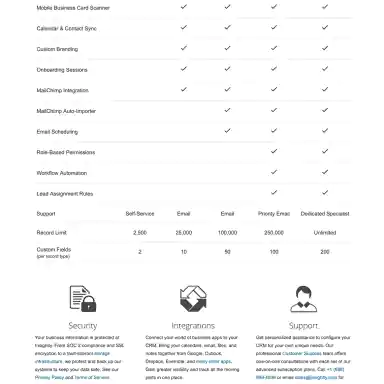 Mobile Business Card Scanner
Calendar & Contact Sync
Custom Branding
Onboarding Sessions
MailChimp Integration
MailChimp Auto-Importer
Email Scheduling
Role-Based Permissions
Workflow Automation
Lead Assignment Rules
Support Self-Service Email Email Priority Email Dedicated Specialist
Record Limit 2,500 25,000 100,000 250,000 Unlimited
Custom Fields 2 10 50 100 200
(per record type)
Security
Your business information is protected at
Insightly. From SOC 2 compliance and SSL
encryption to a fault-tolerant storage
infrastructure, we protect and back up our
systems to keep your data safe. See our
Privacy Policy and Terms of Service.
Integrations
Connect your world of business apps to your
CRM. Bring your calendar, email, files, and
notes together from Google, Outlook,
Dropbox, Evernote, and many other apps.
Gain greater visibility and track all the moving
parts in one place.
Support
Get personalized assistance to configure your
CRM for your own unique needs. Our
professional Customer Success team offers
one-on-one consultations with each of our
advanced subscription plans. Call +1 (888)
or email sales@insightly for